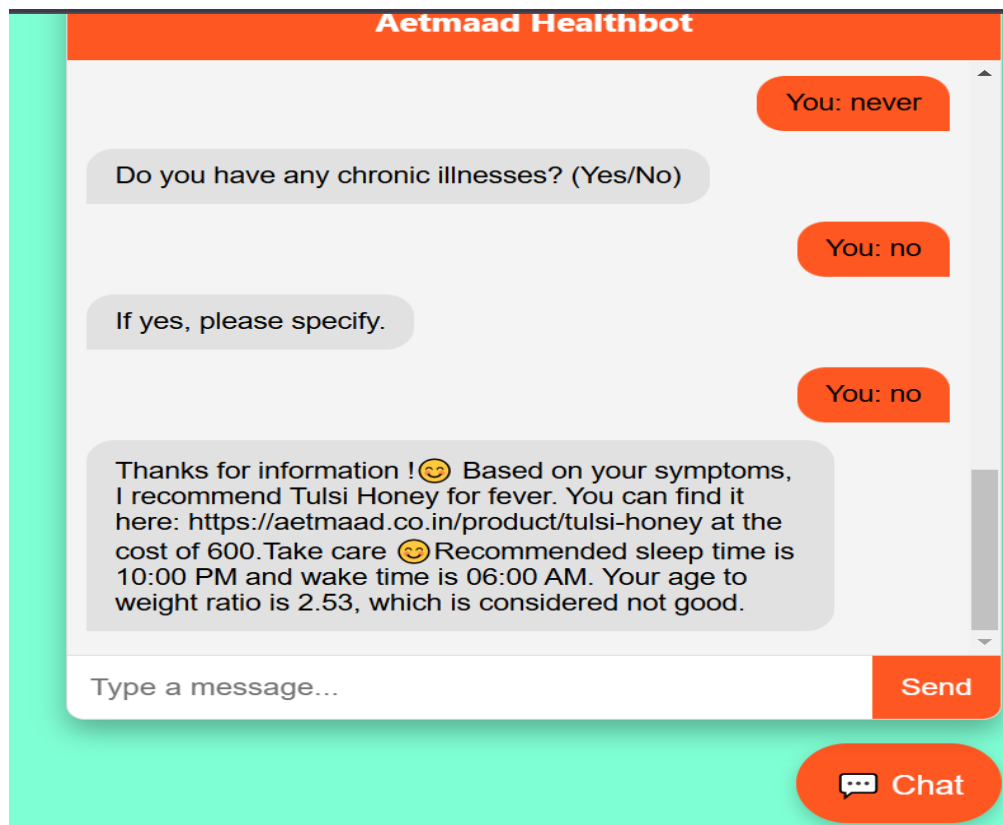 Aetmaad Healthbot
You: never
Do you have any chronic illnesses? (Yes/No)
You: no
If yes, please specify.
You: no
Thanks for information !😊 Based on your symptoms,
I recommend Tulsi Honey for fever. You can find it
here: https://aetmaad.co.in/product/tulsi-honey at the
cost of 600.Take care 😊Recommended sleep time is
10:00 PM and wake time is 06:00 AM. Your age to
weight ratio is 2.53, which is considered not good.
Type a message...
Send
💬 Chat